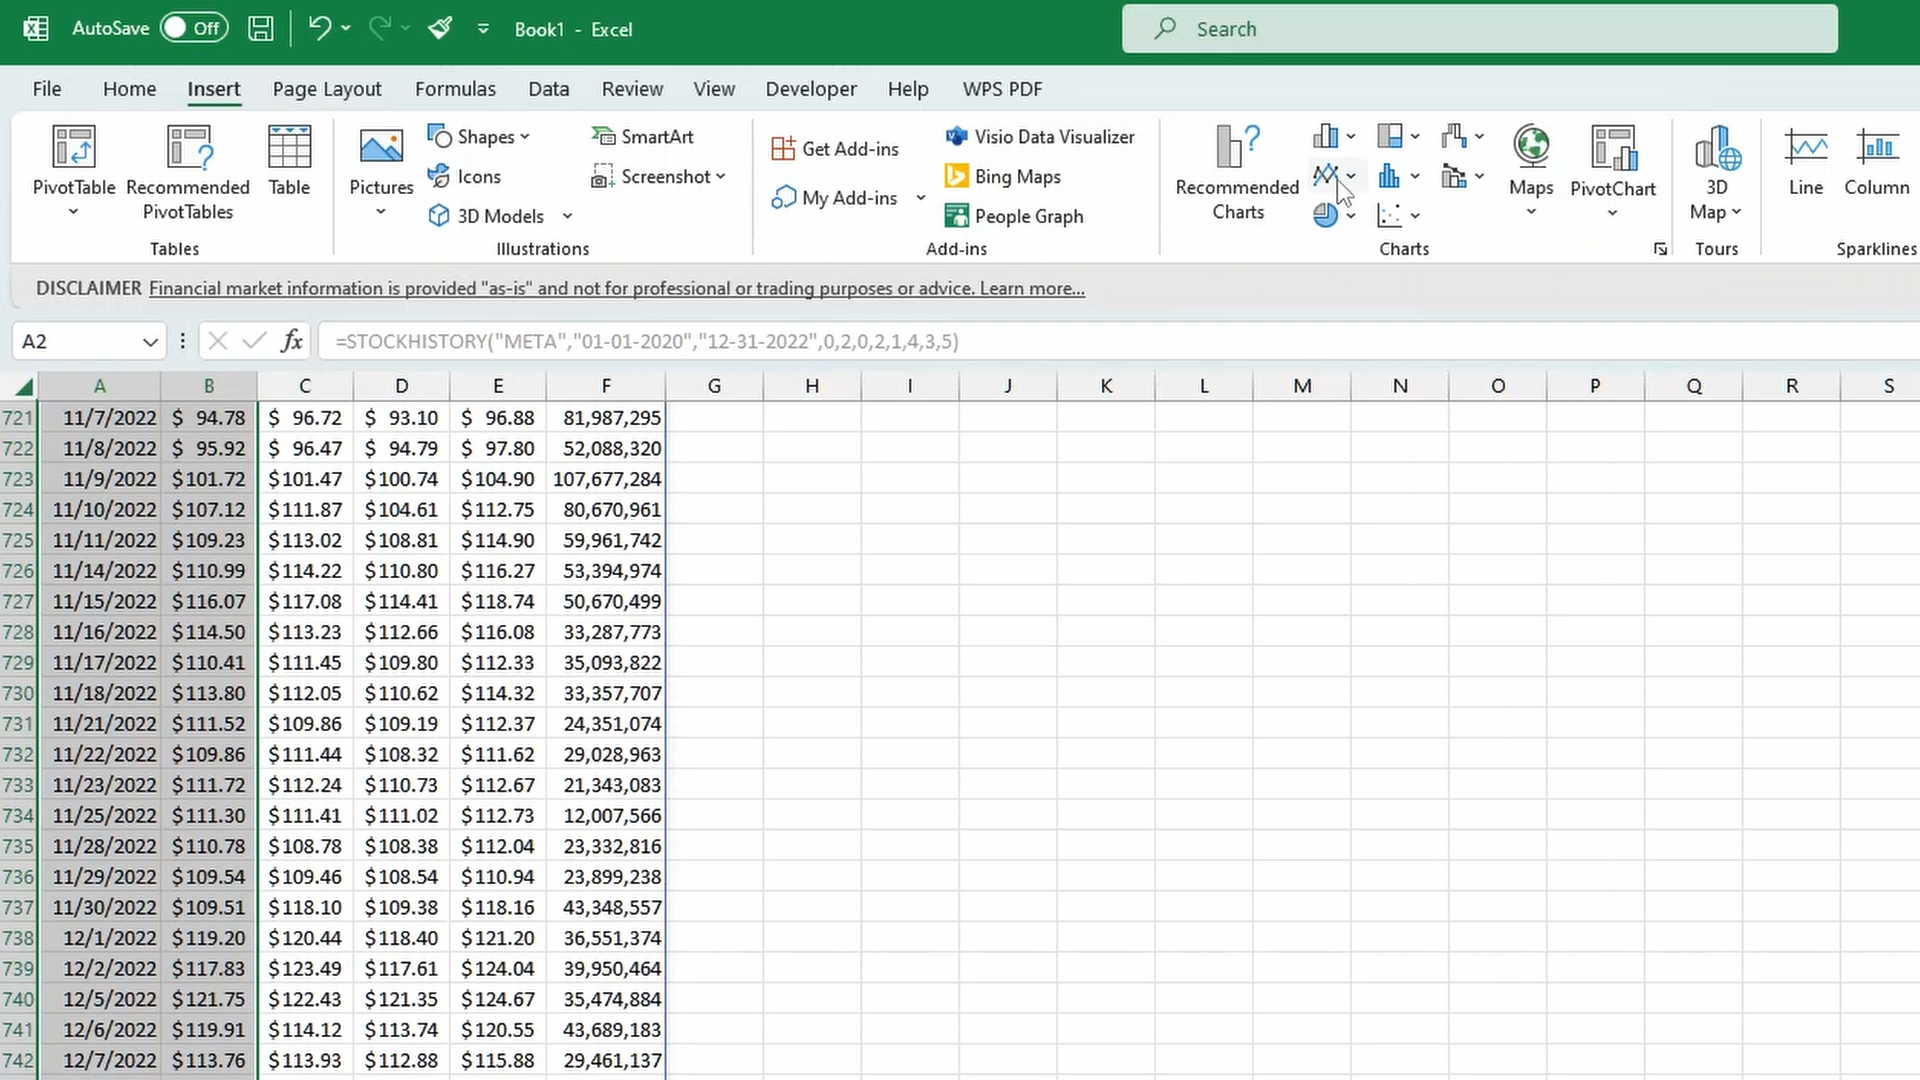 AutoSave Off Book1 - Excel Search
File Home Insert Page Layout Formulas Data Review View Developer Help WPS PDF
PivotTable
Recommended PivotTables
Table
Tables
Pictures
Shapes
Icons
3D Models
SmartArt
Screenshot
Illustrations
Get Add-ins
My Add-ins
Visio Data Visualizer
Bing Maps
People Graph
Add-ins
Recommended Charts
Maps
PivotChart
Charts
3D Map
Tours
Line
Column
Sparklines
DISCLAIMER Financial market information is provided "as-is" and not for professional or trading purposes or advice. Learn more...
A2 fx =STOCKHISTORY("META","01-01-2020","12-31-2022",0,2,0,2,1,4,3,5)
A B C D E F G H I J K L M N O P Q R S
721 11/7/2022 $ 94.78 $ 96.72 $ 93.10 $ 96.88 81,987,295
722 11/8/2022 $ 95.92 $ 96.47 $ 94.79 $ 97.80 52,088,320
723 11/9/2022 $101.72 $101.47 $100.74 $104.90 107,677,284
724 11/10/2022 $107.12 $111.87 $104.61 $112.75 80,670,961
725 11/11/2022 $109.23 $113.02 $108.81 $114.90 59,961,742
726 11/14/2022 $110.99 $114.22 $110.80 $116.27 53,394,974
727 11/15/2022 $116.07 $117.08 $114.41 $118.74 50,670,499
728 11/16/2022 $114.50 $113.23 $112.66 $116.08 33,287,773
729 11/17/2022 $110.41 $111.45 $109.80 $112.33 35,093,822
730 11/18/2022 $113.80 $112.05 $110.62 $114.32 33,357,707
731 11/21/2022 $111.52 $109.86 $109.19 $112.37 24,351,074
732 11/22/2022 $109.86 $111.44 $108.32 $111.62 29,028,963
733 11/23/2022 $111.72 $112.24 $110.73 $112.67 21,343,083
734 11/25/2022 $111.30 $111.41 $111.02 $112.73 12,007,566
735 11/28/2022 $110.78 $108.78 $108.38 $112.04 23,332,816
736 11/29/2022 $109.54 $109.46 $108.54 $110.94 23,899,238
737 11/30/2022 $109.51 $118.10 $109.38 $118.16 43,348,557
738 12/1/2022 $119.20 $120.44 $118.40 $121.20 36,551,374
739 12/2/2022 $117.83 $123.49 $117.61 $124.04 39,950,464
740 12/5/2022 $121.75 $122.43 $121.35 $124.67 35,474,884
741 12/6/2022 $119.91 $114.12 $113.74 $120.55 43,689,183
742 12/7/2022 $113.76 $113.93 $112.88 $115.88 29,461,137